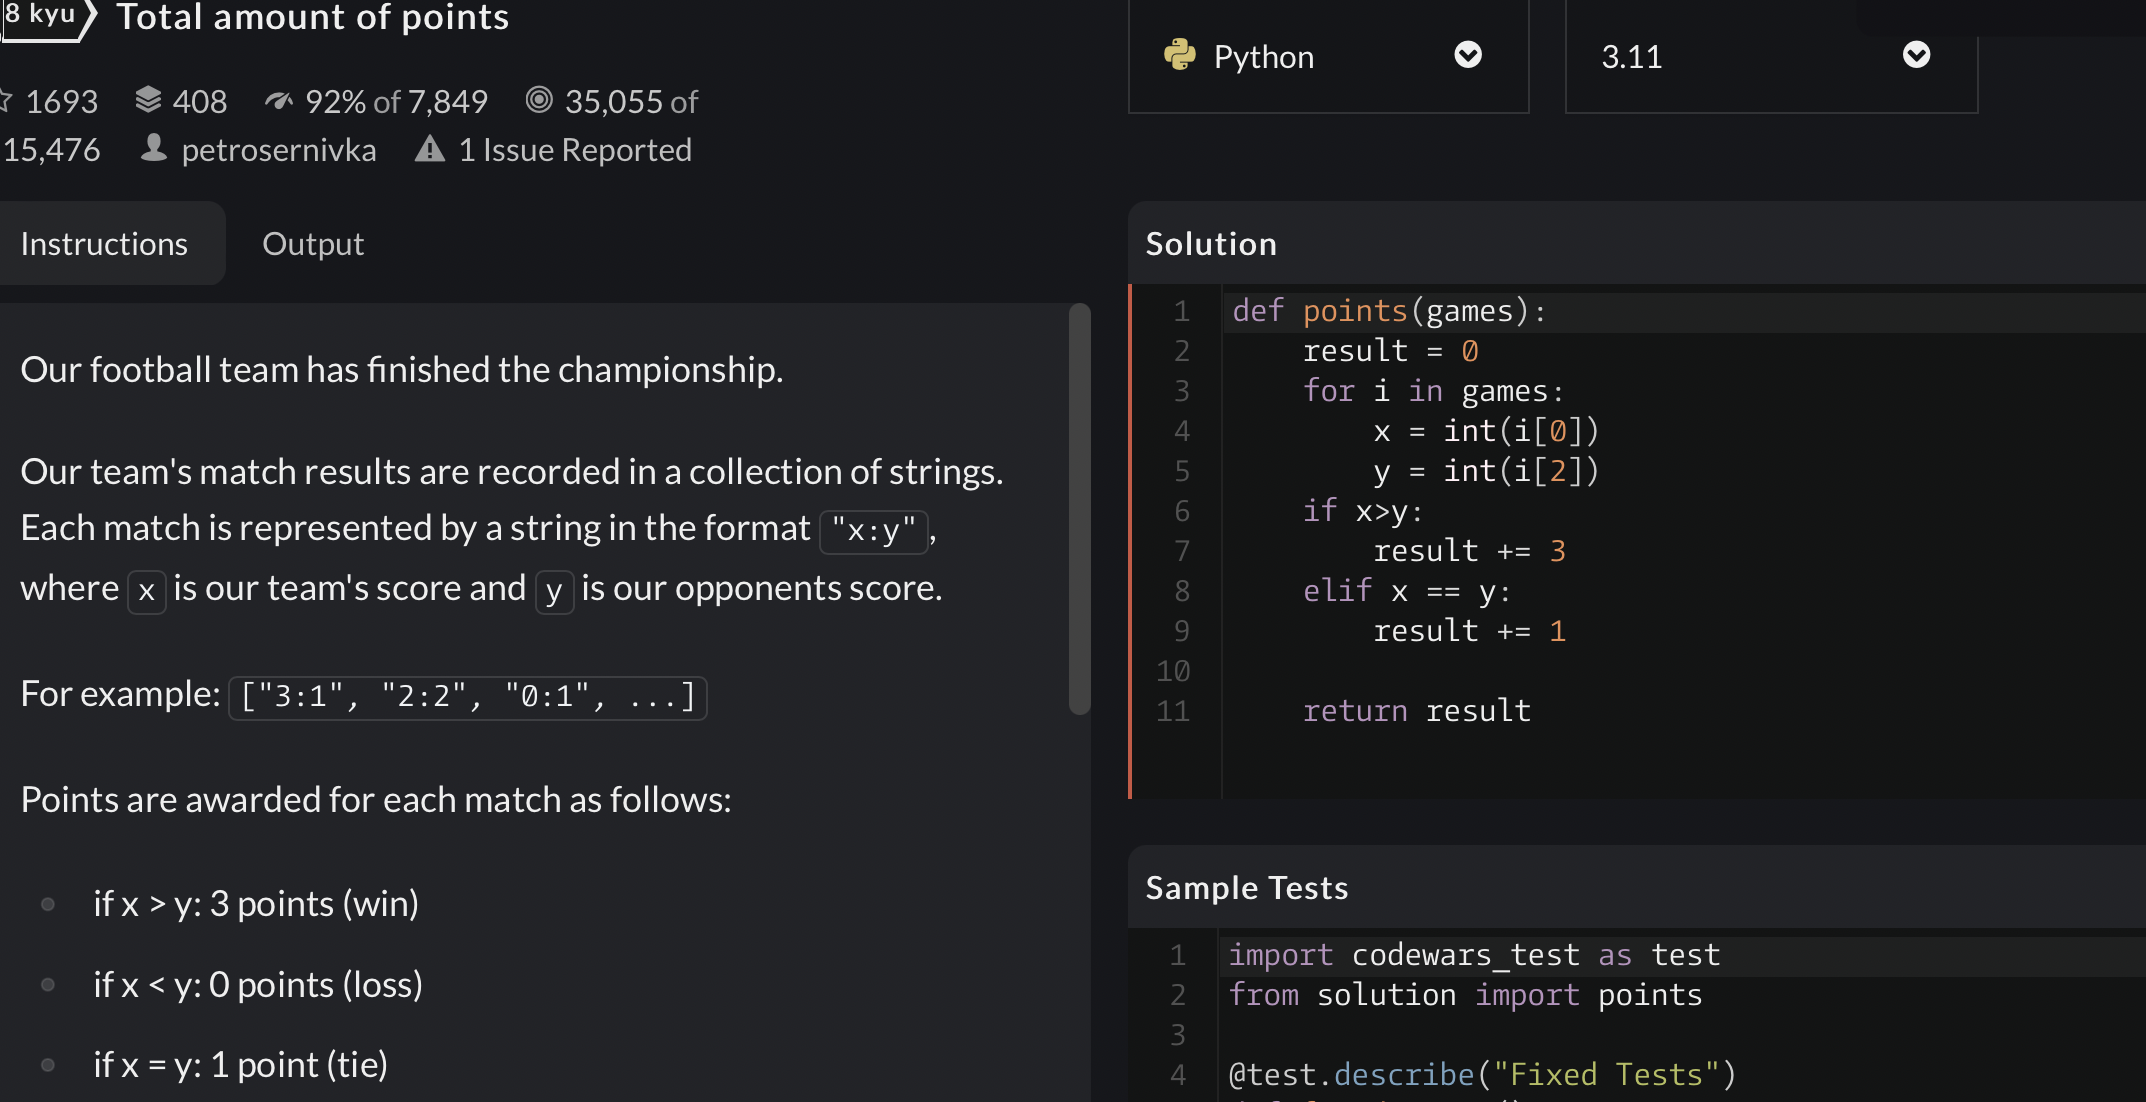 8 kyu Total amount of points
1693 408 92% of 7,849 35,055 of
15,476 petrosernivka 1 Issue Reported
Instructions Output
Our football team has finished the championship.
Our team's match results are recorded in a collection of strings.
Each match is represented by a string in the format "x:y",
where x is our team's score and y is our opponents score.
For example: ["3:1", "2:2", "0:1", ...]
Points are awarded for each match as follows:
if x > y: 3 points (win)
if x < y: 0 points (loss)
if x = y: 1 point (tie)
Python 3.11
Solution
1 def points(games):
2     result = 0
3     for i in games:
4         x = int(i[0])
5         y = int(i[2])
6     if x>y:
7         result += 3
8     elif x == y:
9         result += 1
10
11     return result
Sample Tests
1 import codewars_test as test
2 from solution import points
3
4 @test.describe("Fixed Tests")